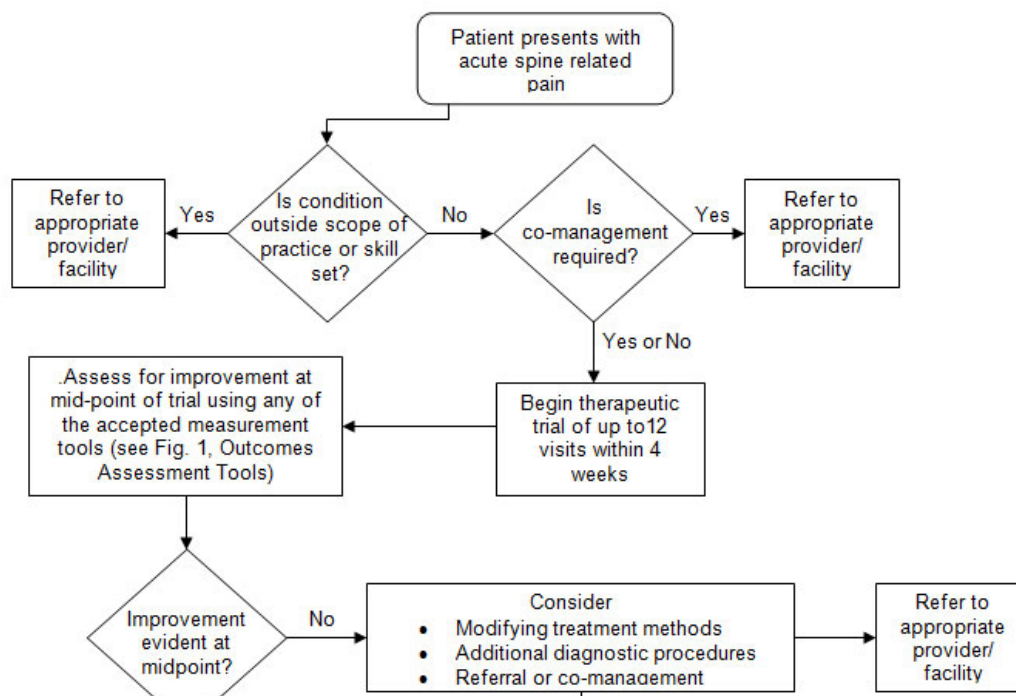 Patient presents with
acute spine related
pain
Refer to
appropriate
provider/
facility
Yes
Is condition
outside scope of
practice or skill
set?
No
Is
co-management
required?
Yes
Refer to
appropriate
provider/
facility
Yes or No
.Assess for improvement at
mid-point of trial using any of
the accepted measurement
tools (see Fig. 1, Outcomes
Assessment Tools)
Begin therapeutic
trial of up to12
visits within 4
weeks
Improvement
evident at
midpoint?
No
Consider
• Modifying treatment methods
• Additional diagnostic procedures
• Referral or co-management
Refer to
appropriate
provider/
facility